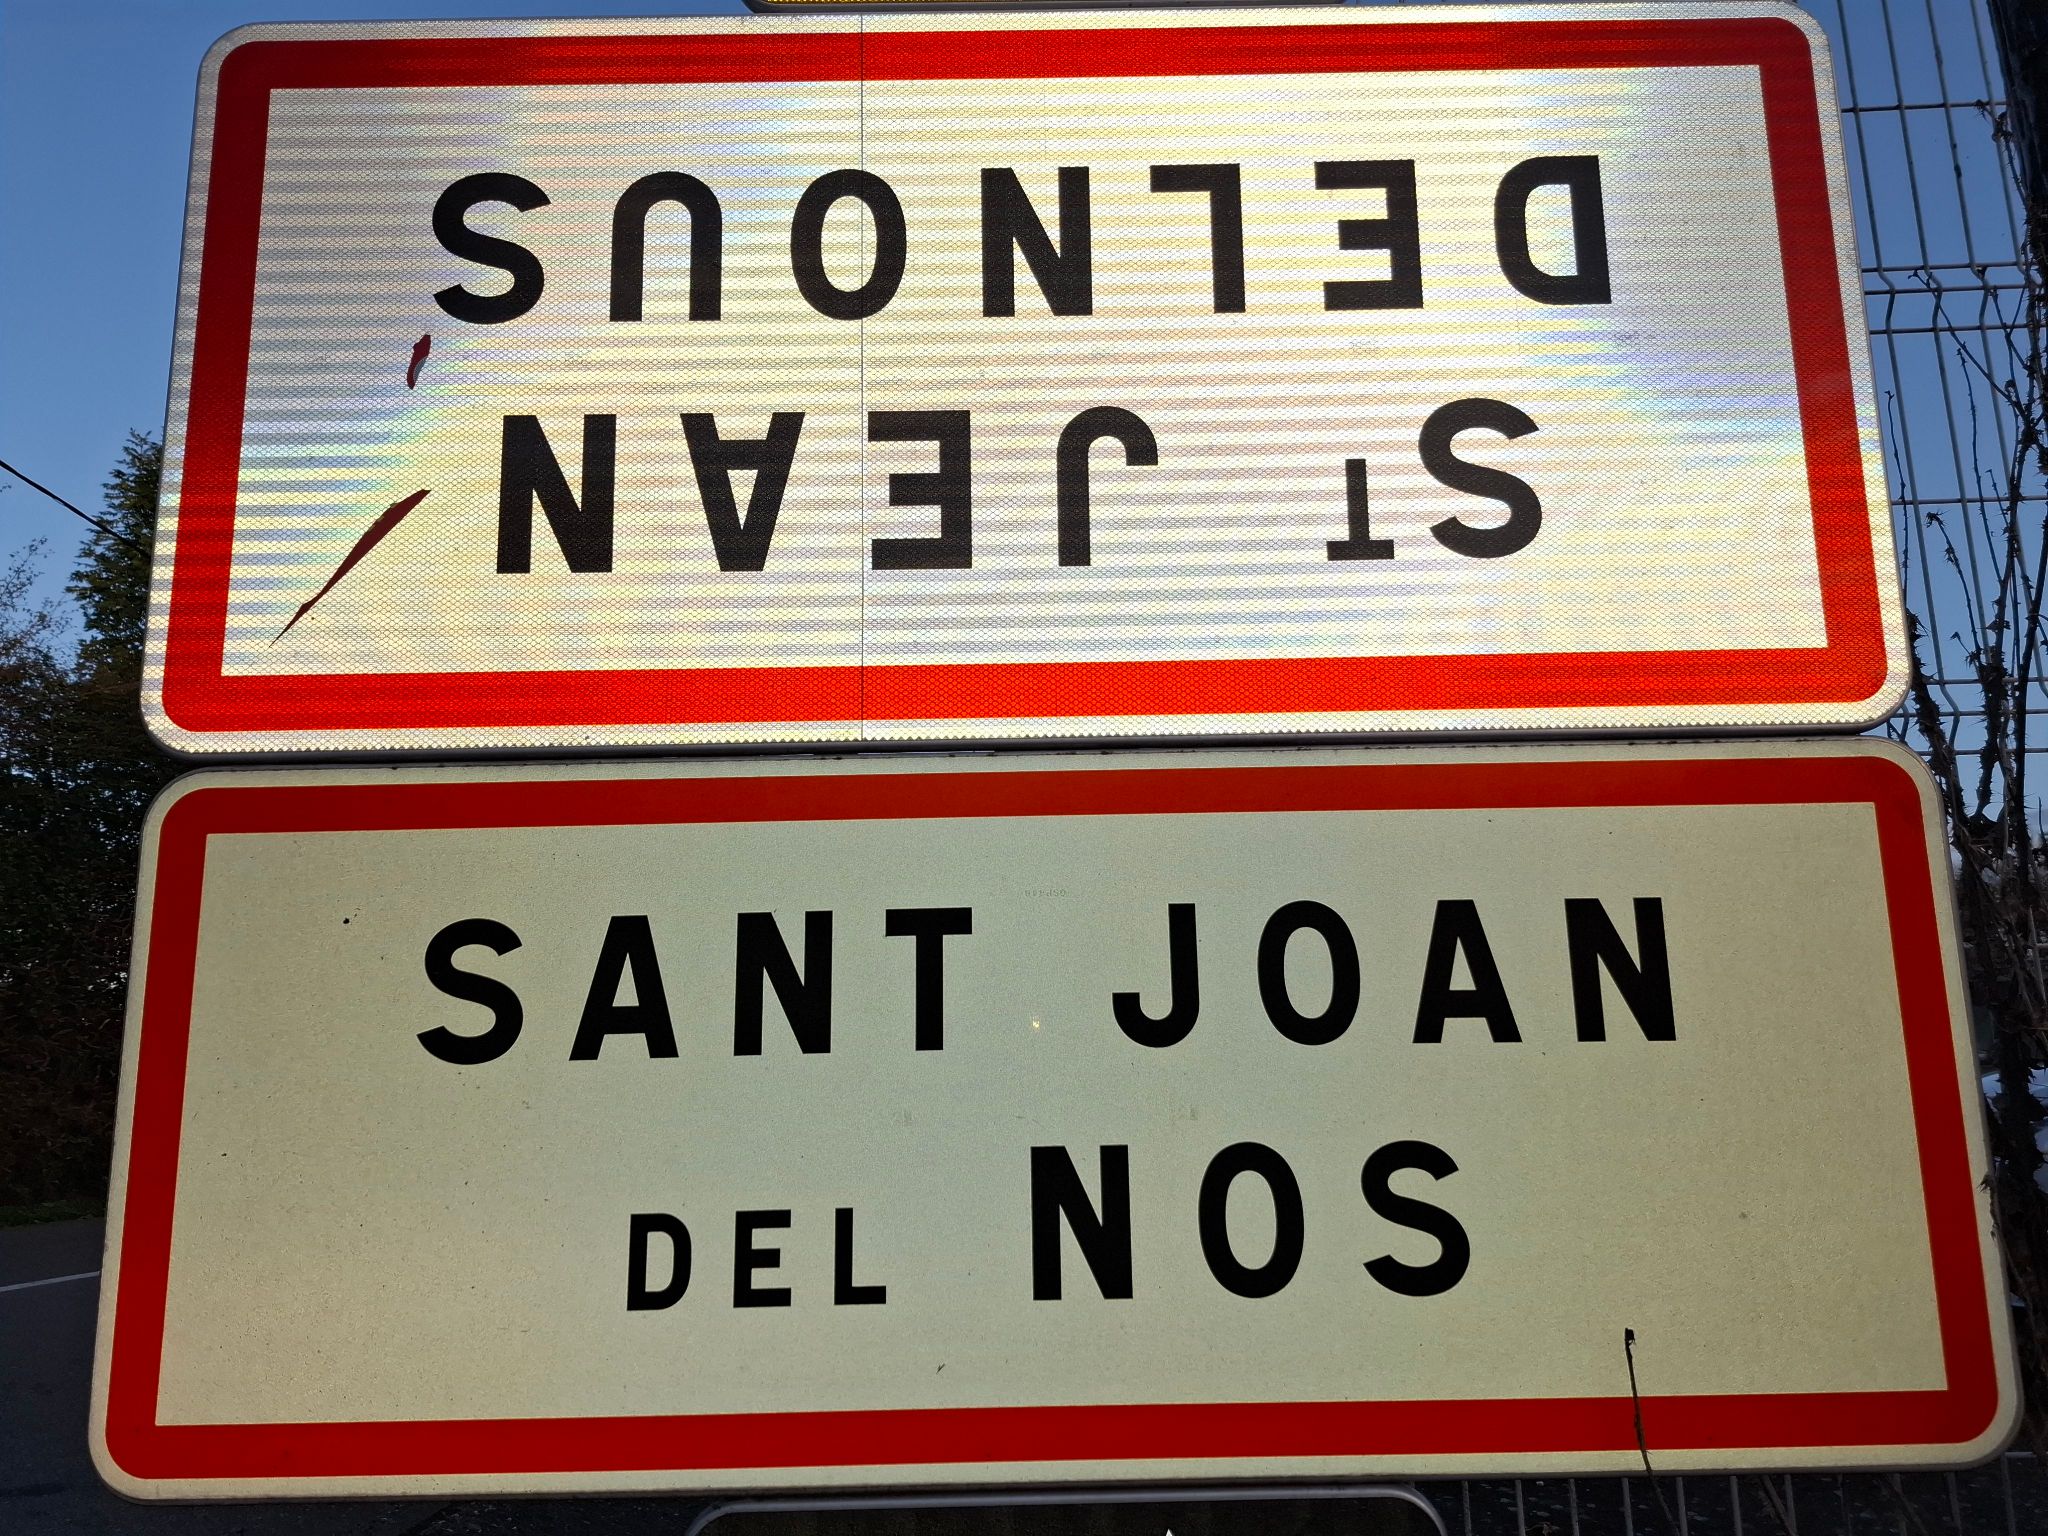 ST JEAN
DELNOUS
SANT JOAN
DEL NOS